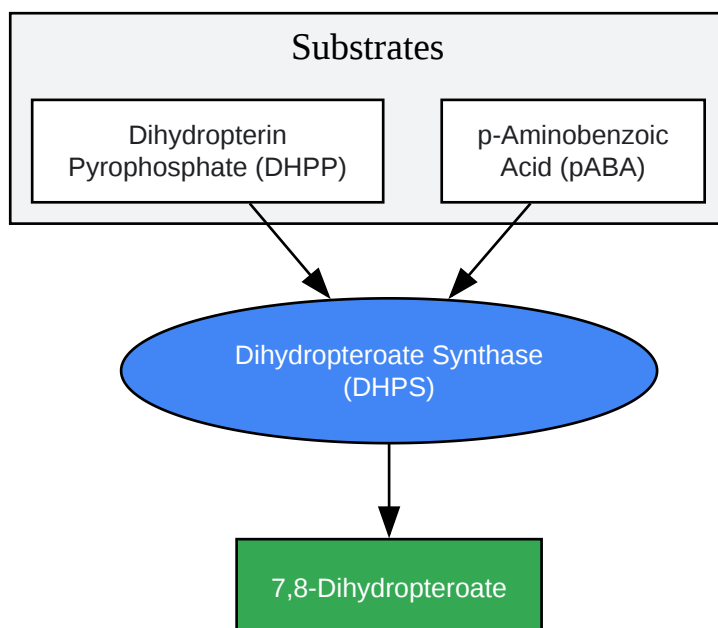 Substrates
Dihydropterin
Pyrophosphate (DHPP)
p-Aminobenzoic
Acid (pABA)
Dihydropteroate Synthase
(DHPS)
7,8-Dihydropteroate